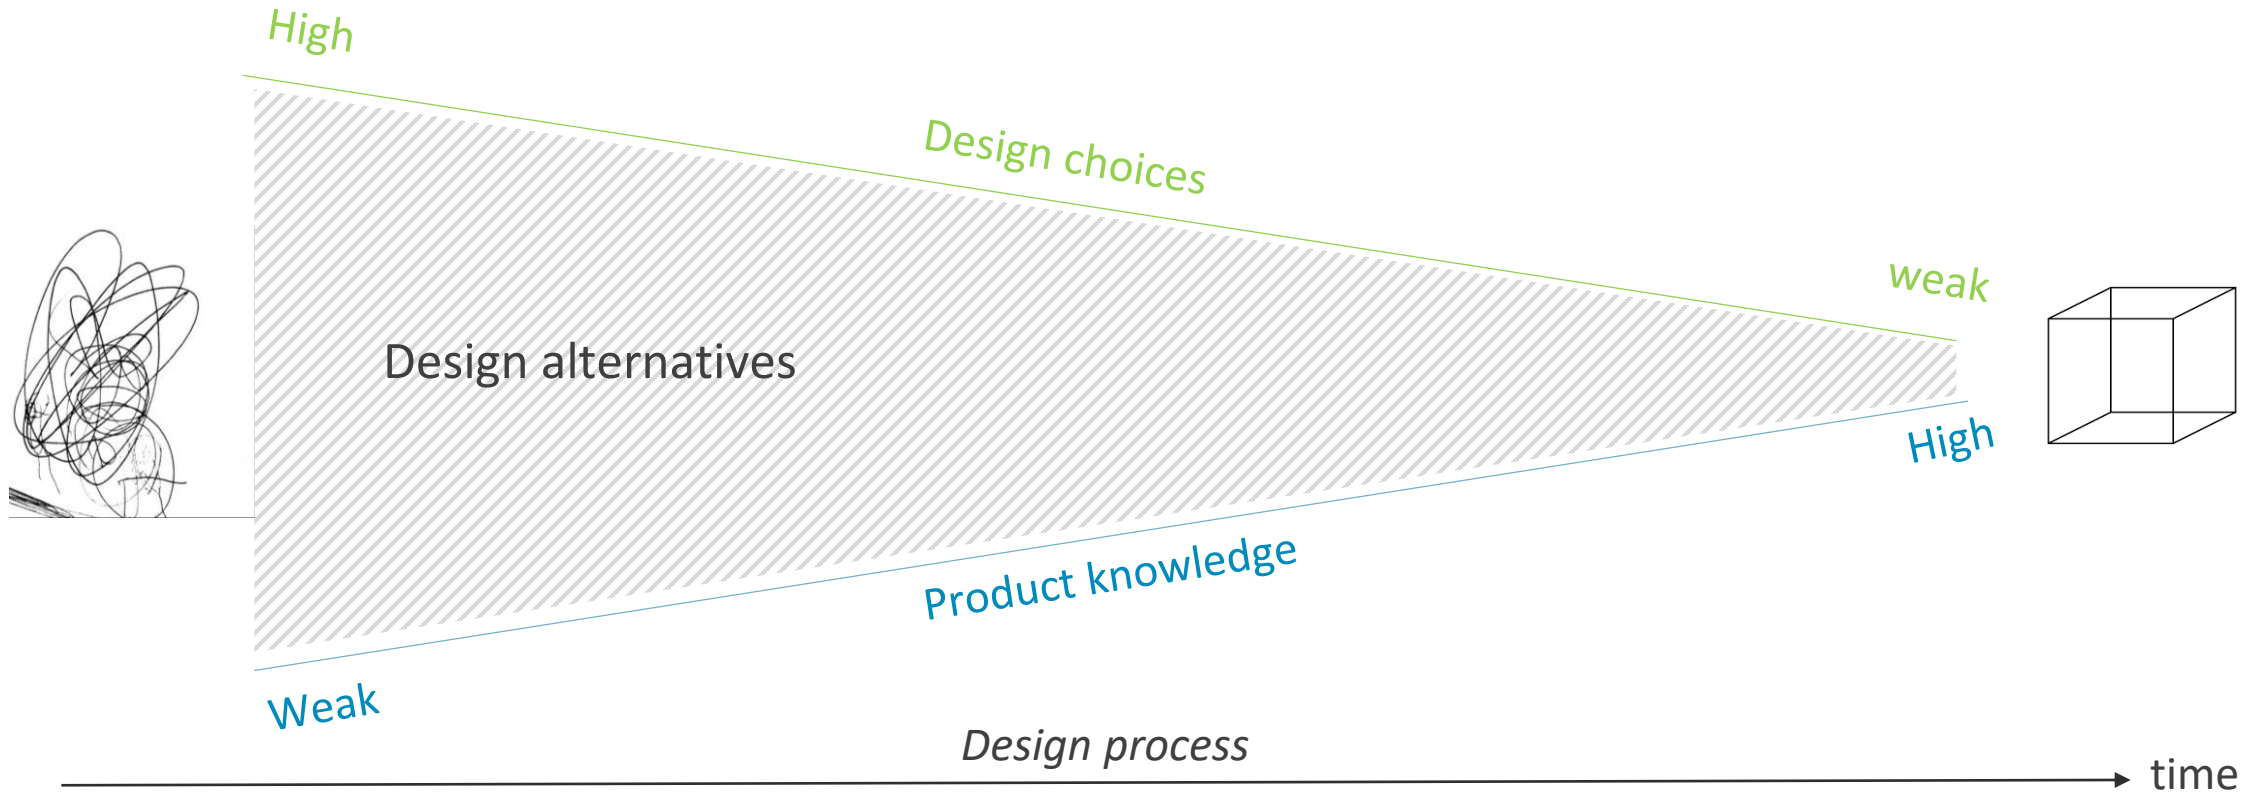 High
Design choices
weak
Design alternatives
High
Product knowledge
Weak
Design process
time